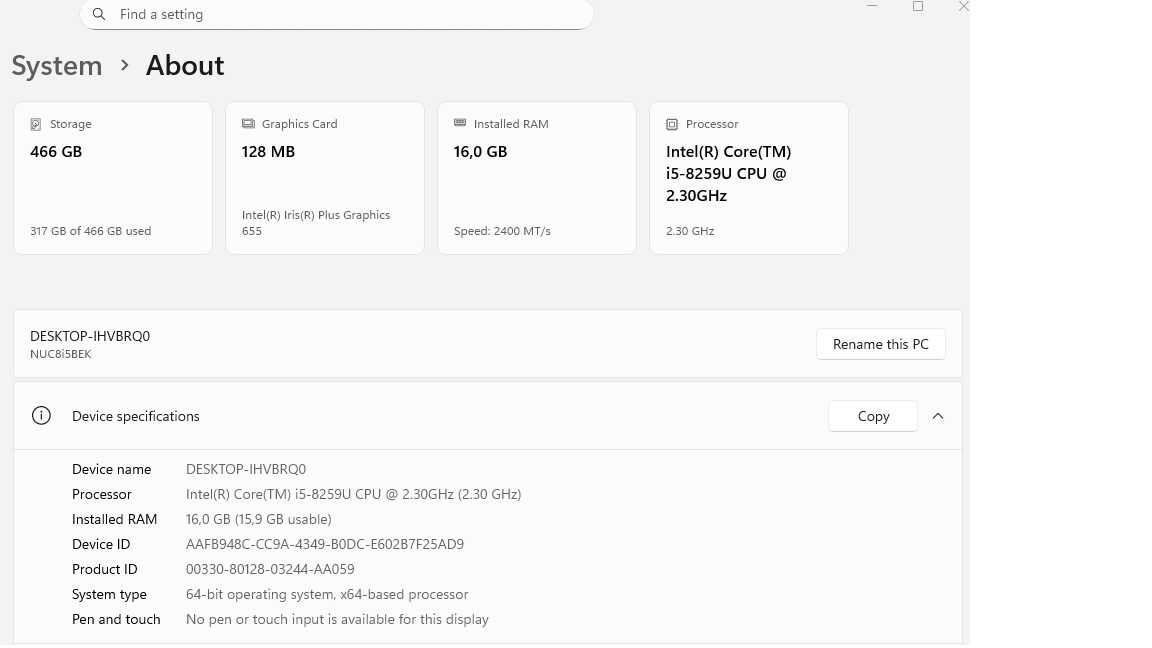 Find a setting
System > About
Storage
466 GB
317 GB of 466 GB used
Graphics Card
128 MB
Intel(R) Iris(R) Plus Graphics
655
Installed RAM
16,0 GB
Speed: 2400 MT/s
Processor
Intel(R) Core(TM)
i5-8259U CPU @
2.30GHz
2.30 GHz
DESKTOP-IHVBRQ0
NUC8i5BEK
Rename this PC
Device specifications
Copy
Device name DESKTOP-IHVBRQ0
Processor Intel(R) Core(TM) i5-8259U CPU @ 2.30GHz (2.30 GHz)
Installed RAM 16,0 GB (15,9 GB usable)
Device ID AAFB948C-CC9A-4349-B0DC-E602B7F25AD9
Product ID 00330-80128-03244-AA059
System type 64-bit operating system, x64-based processor
Pen and touch No pen or touch input is available for this display